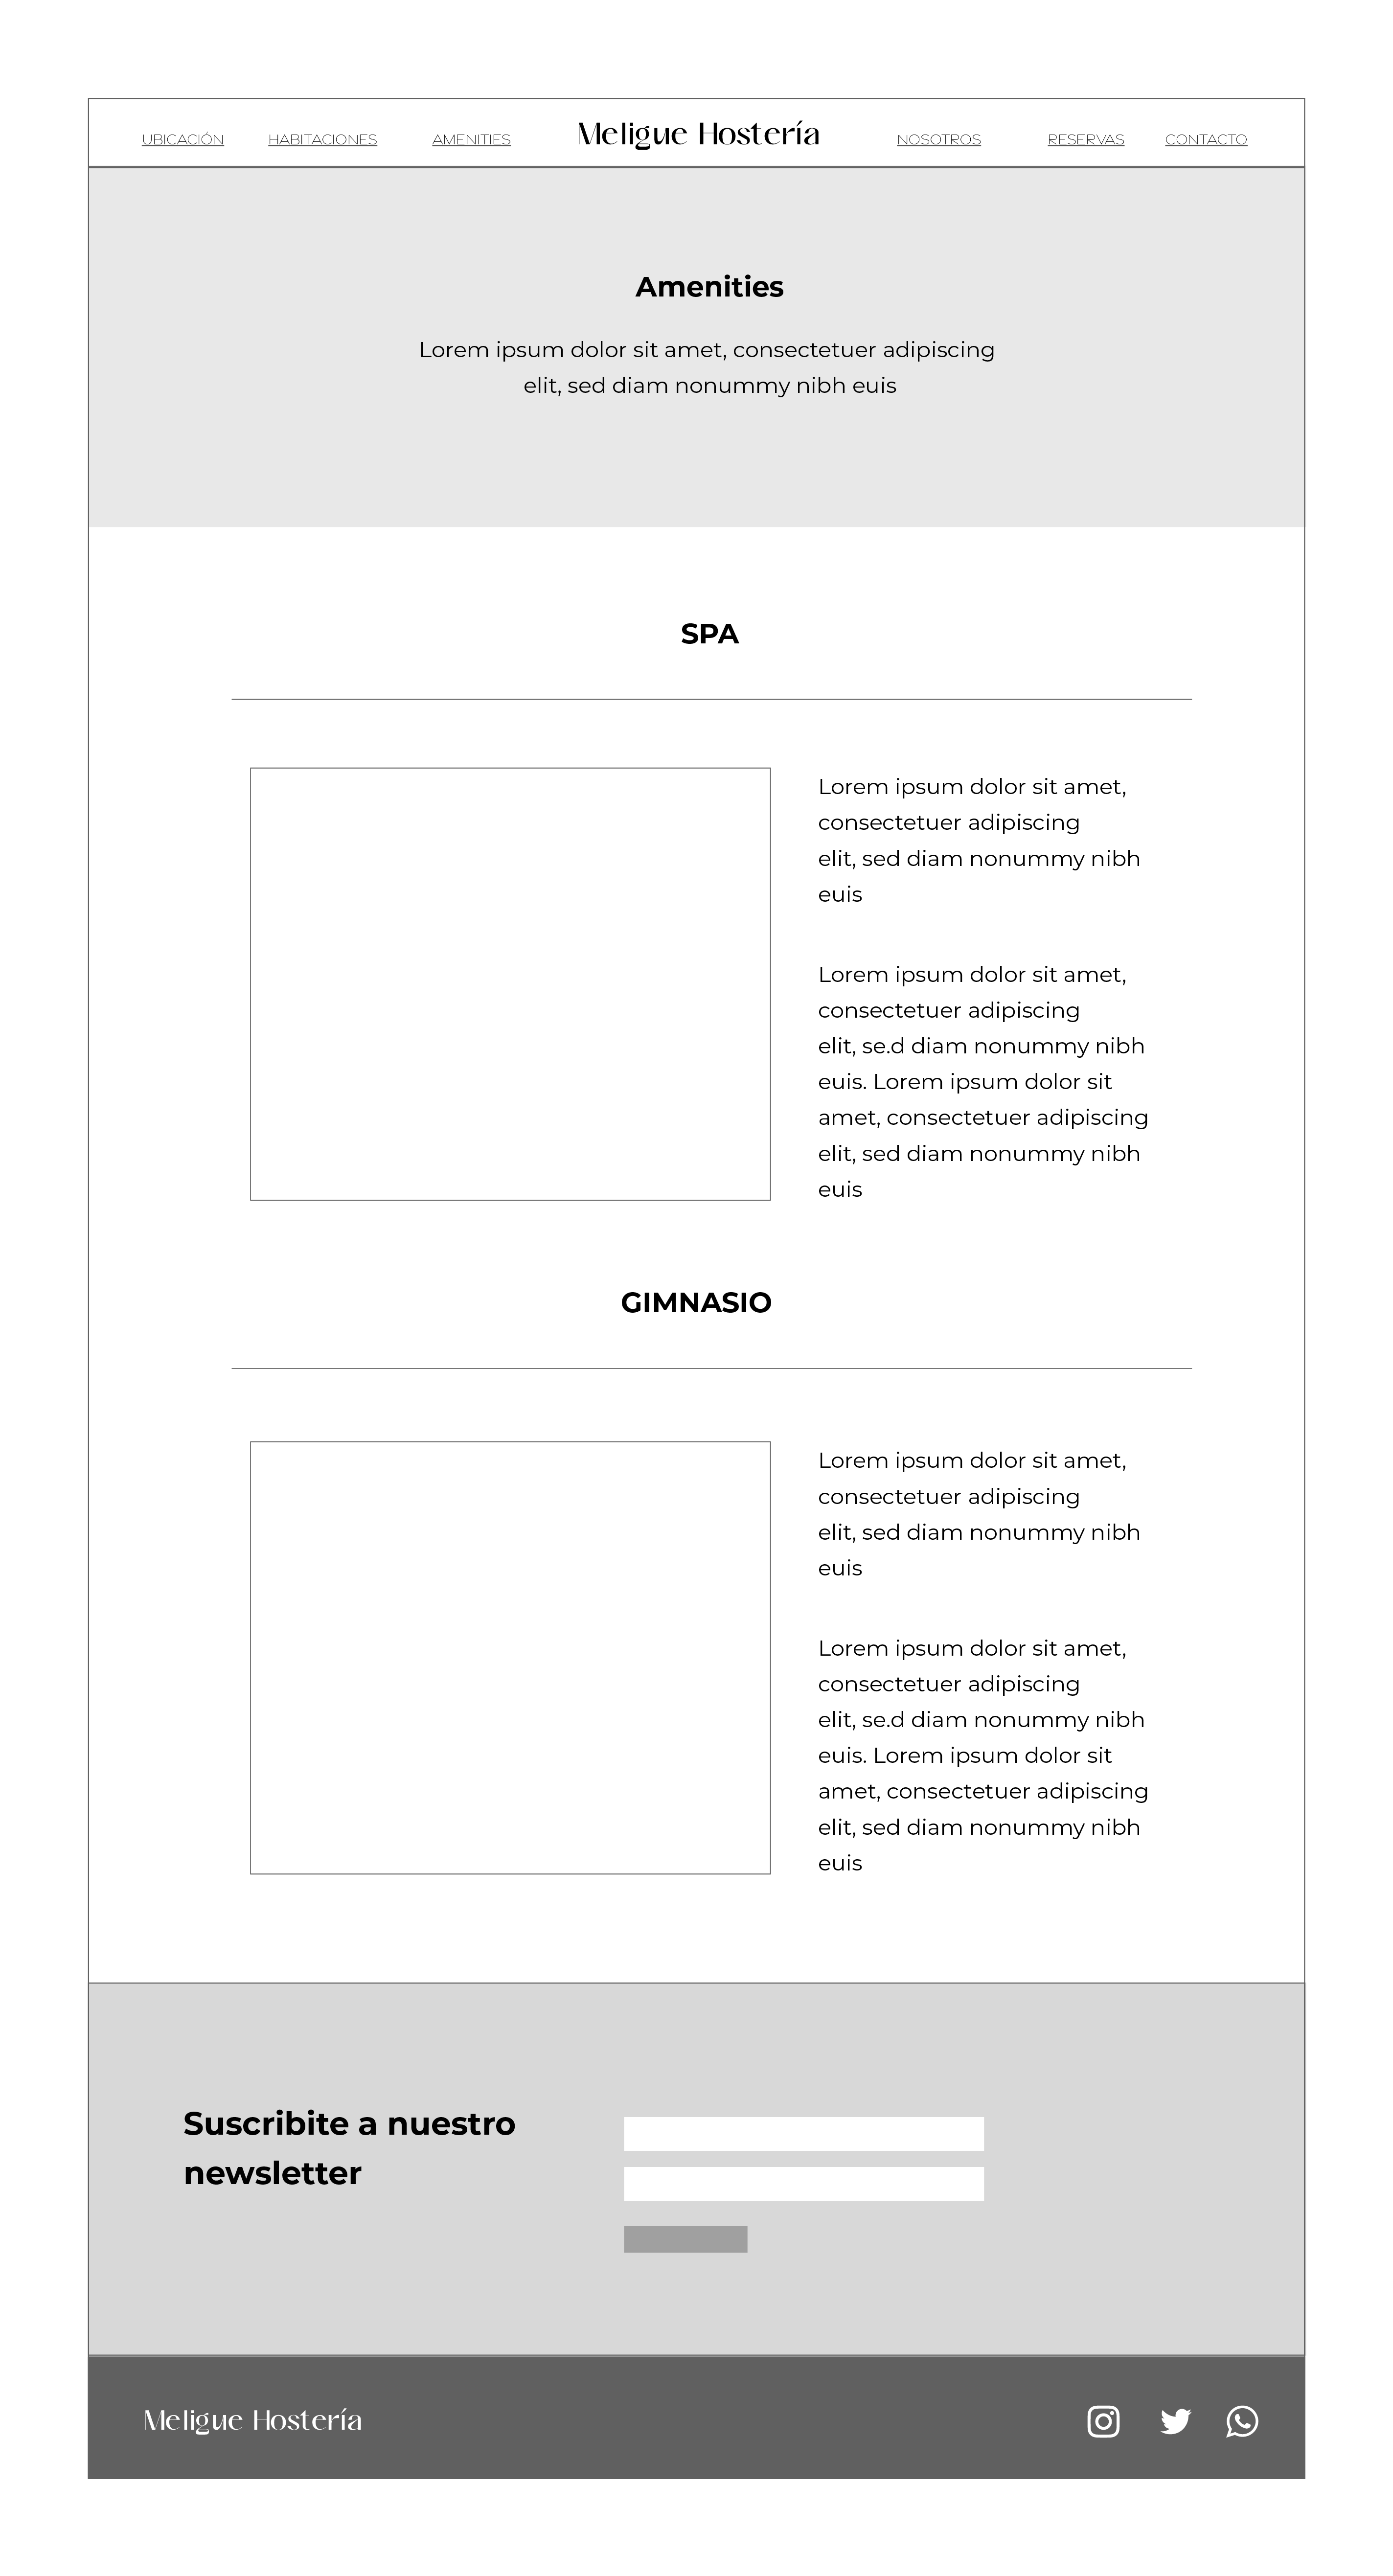 UBICACIÓN HABITACIONES AMENITIES Meligue Hostería NOSOTROS RESERVAS CONTACTO
Amenities
Lorem ipsum dolor sit amet, consectetuer adipiscing
elit, sed diam nonummy nibh euis
SPA
Lorem ipsum dolor sit amet,
consectetuer adipiscing
elit, sed diam nonummy nibh
euis
Lorem ipsum dolor sit amet,
consectetuer adipiscing
elit, se.d diam nonummy nibh
euis. Lorem ipsum dolor sit
amet, consectetuer adipiscing
elit, sed diam nonummy nibh
euis
GIMNASIO
Lorem ipsum dolor sit amet,
consectetuer adipiscing
elit, sed diam nonummy nibh
euis
Lorem ipsum dolor sit amet,
consectetuer adipiscing
elit, se.d diam nonummy nibh
euis. Lorem ipsum dolor sit
amet, consectetuer adipiscing
elit, sed diam nonummy nibh
euis
Suscribite a nuestro
newsletter
Meligue Hostería